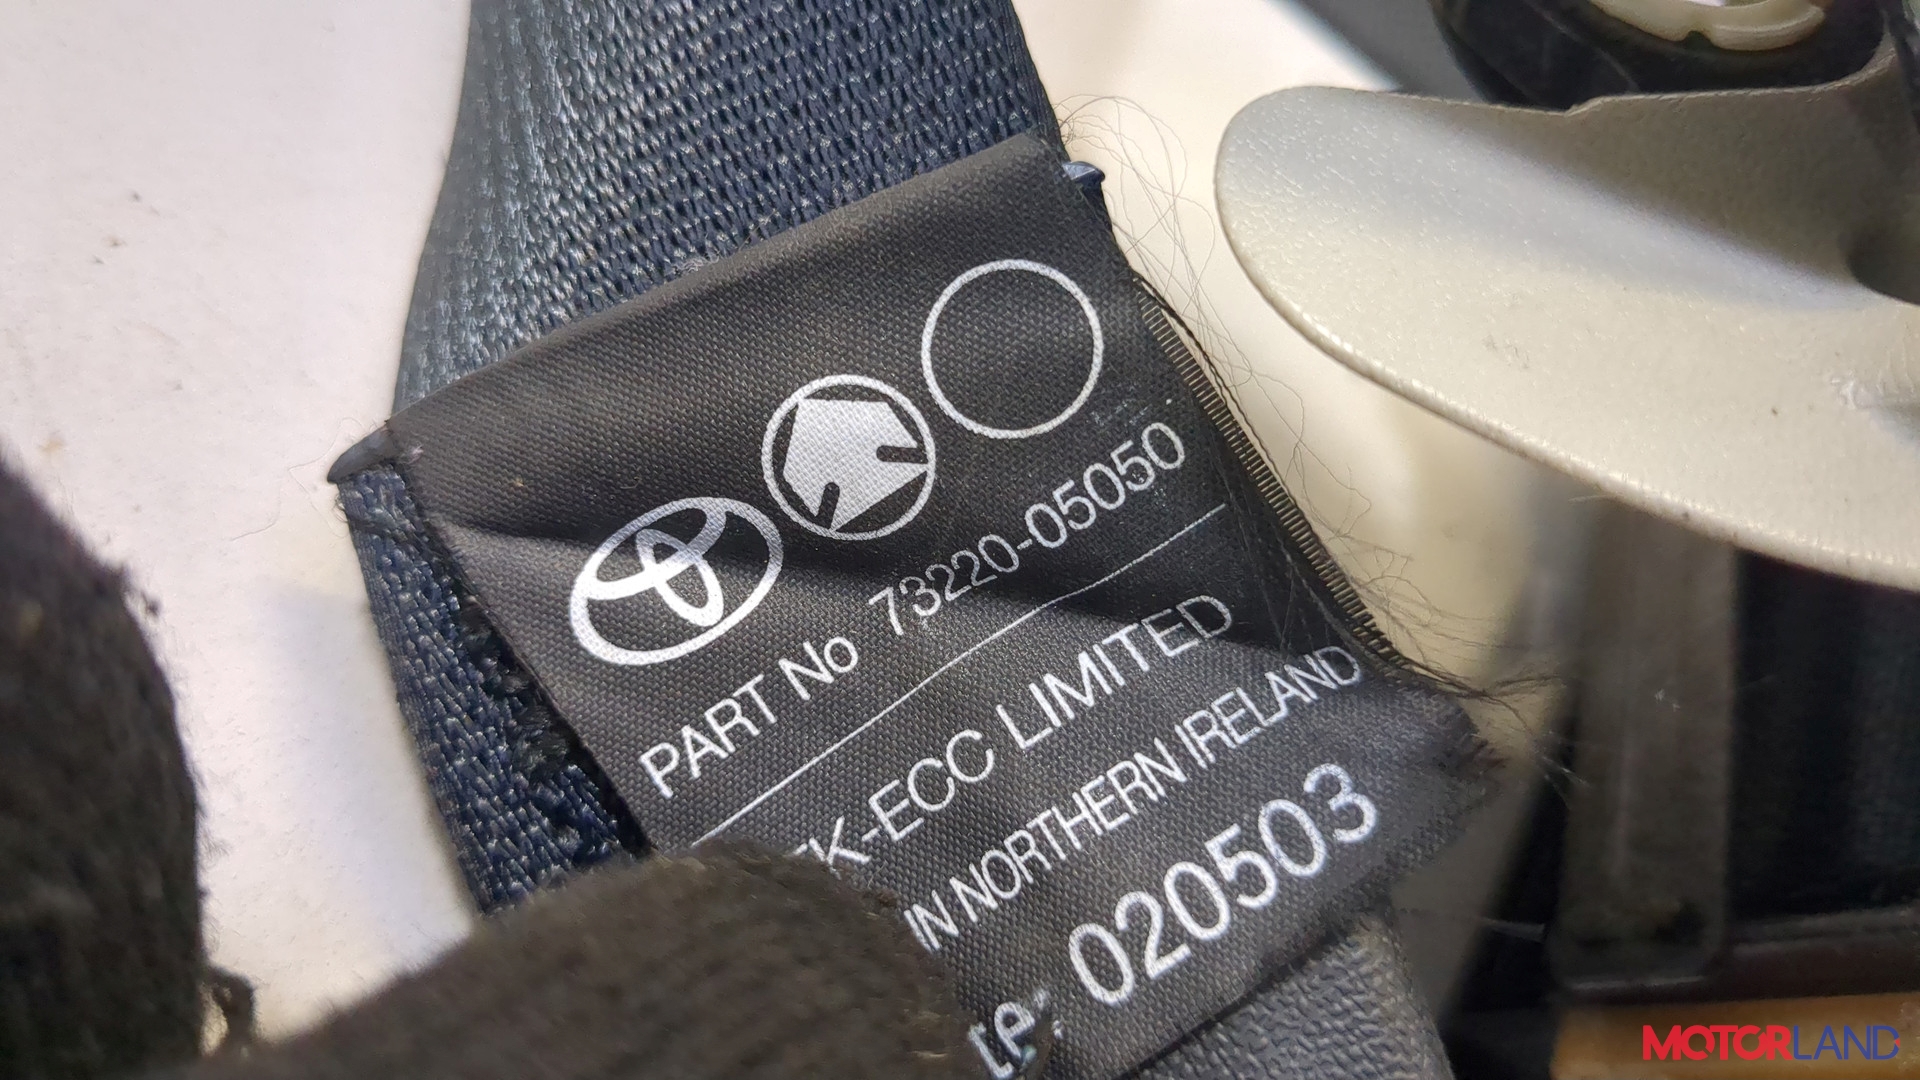 PART No 73220-05050
K-ECC LIMITED
IN NORTHERN IRELAND
020503
MOTORLAND